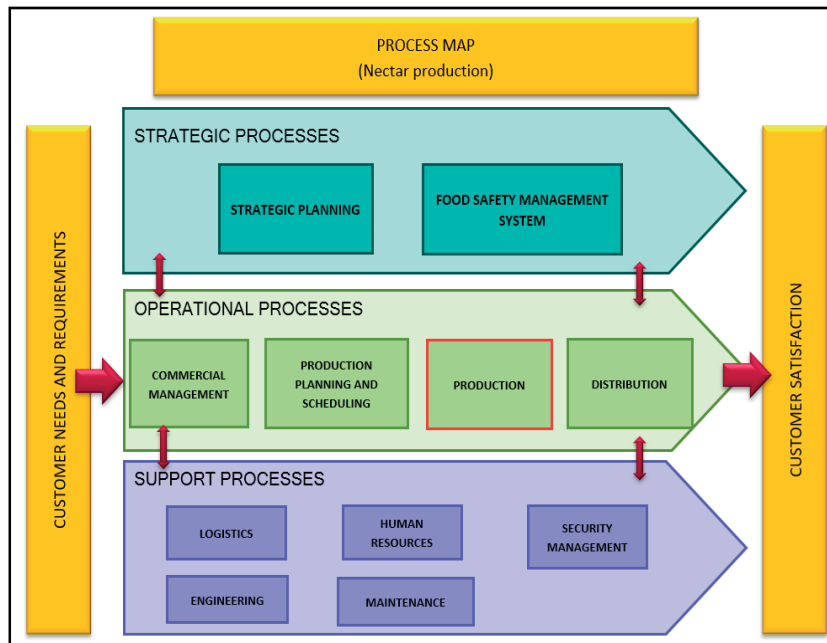 PROCESS MAP
(Nectar production)
CUSTOMER NEEDS AND REQUIREMENTS
STRATEGIC PROCESSES
STRATEGIC PLANNING
FOOD SAFETY MANAGEMENT
SYSTEM
OPERATIONAL PROCESSES
COMMERCIAL
MANAGEMENT
PRODUCTION
PLANNING AND
SCHEDULING
PRODUCTION
DISTRIBUTION
SUPPORT PROCESSES
LOGISTICS
HUMAN
RESOURCES
SECURITY
MANAGEMENT
ENGINEERING
MAINTENANCE
CUSTOMER SATISFACTION